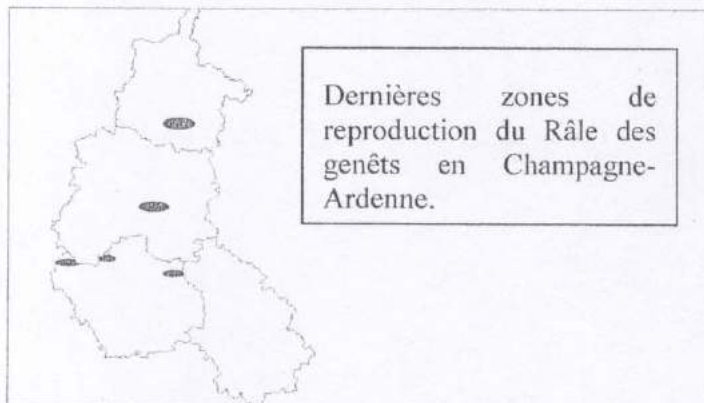 Dernières zones de
reproduction du Râle des
genêts en Champagne-
Ardenne.